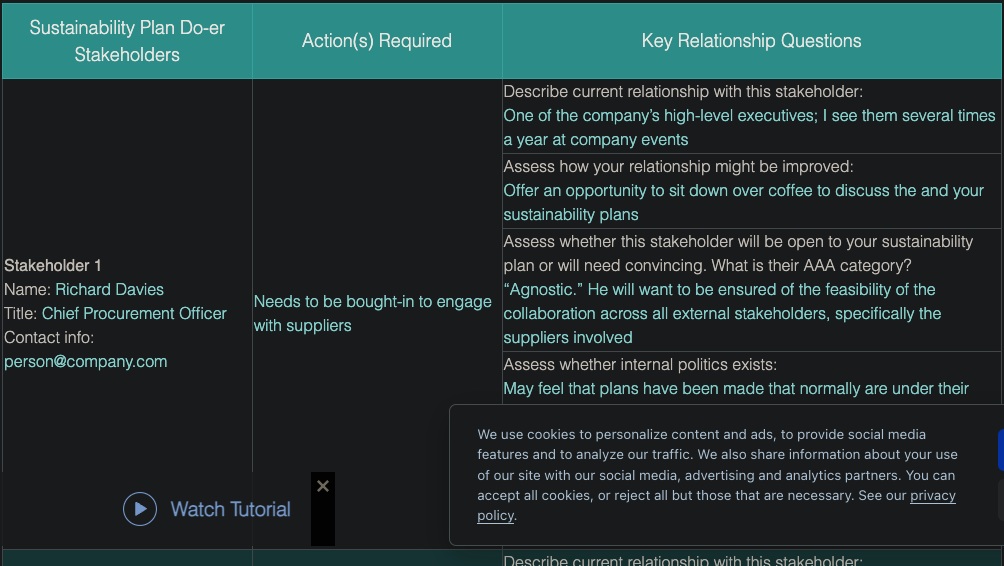 Sustainability Plan Do-er
Stakeholders
Action(s) Required
Key Relationship Questions
Stakeholder 1
Name: Richard Davies
Title: Chief Procurement Officer
Contact info:
person@company.com
Needs to be bought-in to engage
with suppliers
Describe current relationship with this stakeholder:
One of the company’s high-level executives; I see them several times
a year at company events
Assess how your relationship might be improved:
Offer an opportunity to sit down over coffee to discuss the and your
sustainability plans
Assess whether this stakeholder will be open to your sustainability
plan or will need convincing. What is their AAA category?
“Agnostic.” He will want to be ensured of the feasibility of the
collaboration across all external stakeholders, specifically the
suppliers involved
Assess whether internal politics exists:
May feel that plans have been made that normally are under their
We use cookies to personalize content and ads, to provide social media
features and to analyze our traffic. We also share information about your use
of our site with our social media, advertising and analytics partners. You can
accept all cookies, or reject all but those that are necessary. See our privacy
policy.
Watch Tutorial
Describe current relationship with this stakeholder: